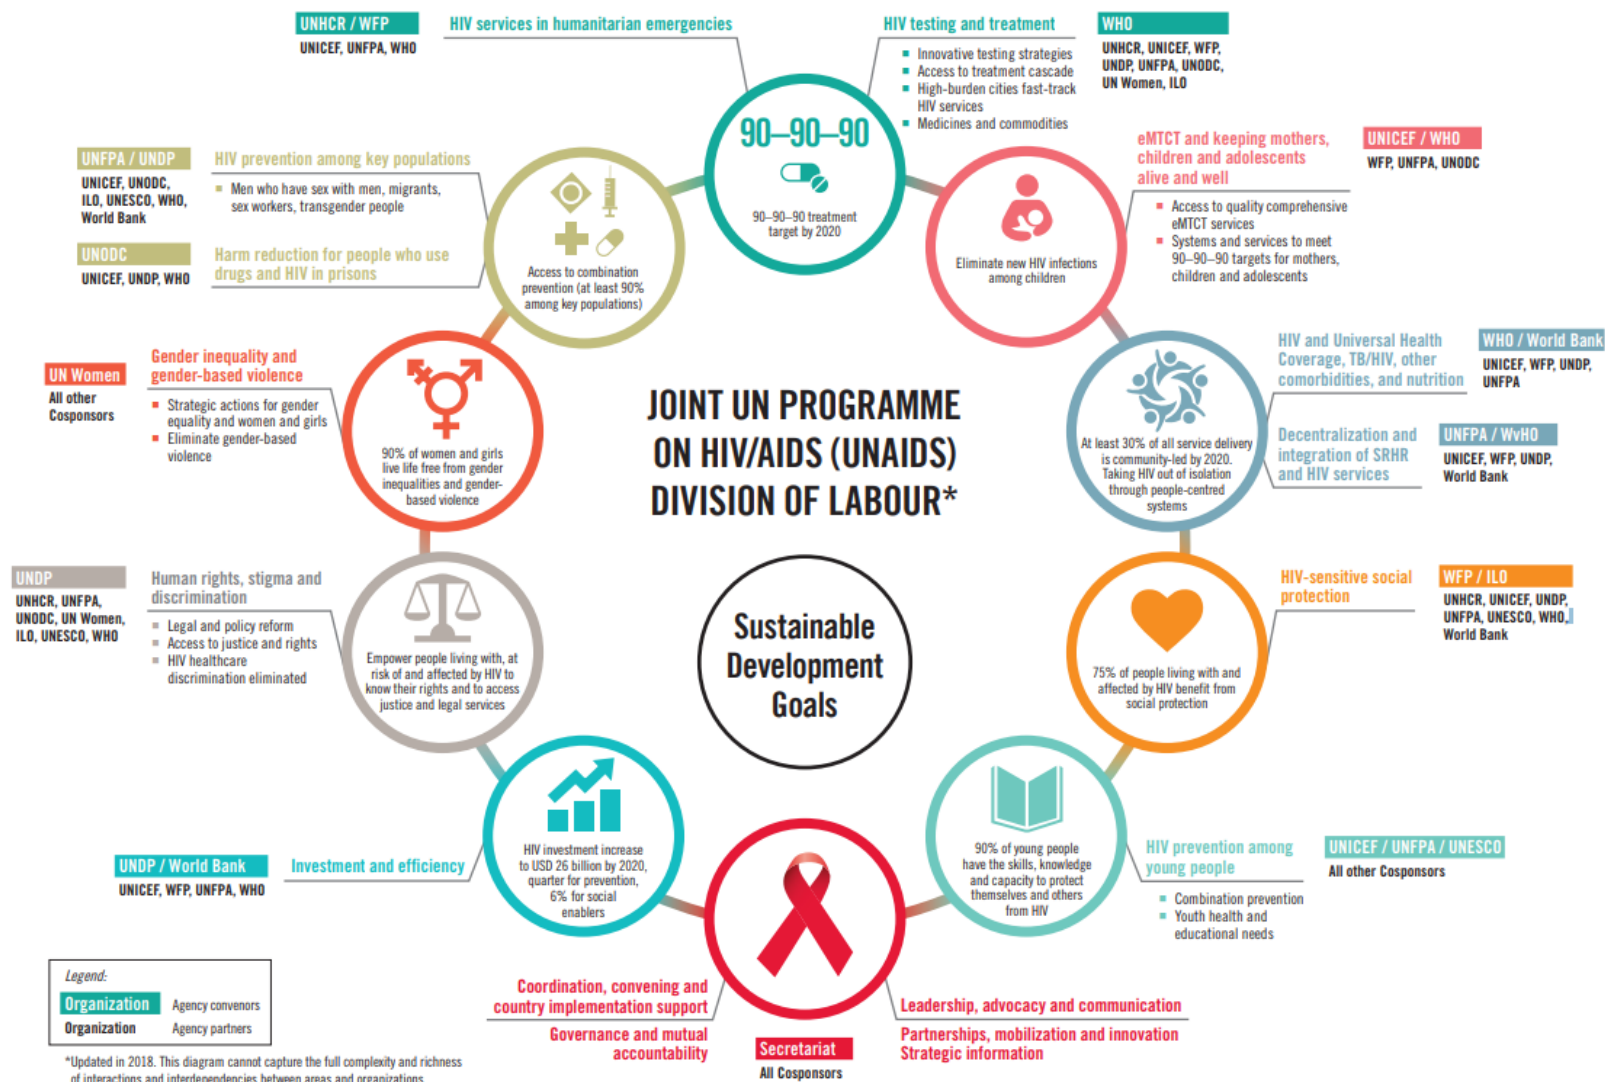 UNHCR / WFP
UNICEF, UNFPA, WHO
HIV services in humanitarian emergencies
HIV testing and treatment
Innovative testing strategies
Access to treatment cascade
High-burden cities fast-track
HIV services
Medicines and commodities
WHO
UNHCR, UNICEF, WFP,
UNDP, UNFPA, UNODC,
UN Women, ILO
90–90–90
90–90–90 treatment
target by 2020
eMTCT and keeping mothers,
children and adolescents
alive and well
Access to quality comprehensive
eMTCT services
Systems and services to meet
90–90–90 targets for mothers,
children and adolescents
UNICEF / WHO
WFP, UNFPA, UNODC
Eliminate new HIV infections
among children
UNFPA / UNDP
UNICEF, UNODC,
ILO, UNESCO, WHO,
World Bank
HIV prevention among key populations
Men who have sex with men, migrants,
sex workers, transgender people
UNODC
UNICEF, UNDP, WHO
Harm reduction for people who use
drugs and HIV in prisons
Access to combination
prevention (at least 90%
among key populations)
HIV and Universal Health
Coverage, TB/HIV, other
comorbidities, and nutrition
WHO / World Bank
UNICEF, WFP, UNDP,
UNFPA
Decentralization and
integration of SRHR
and HIV services
UNFPA / WvHO
UNICEF, WFP, UNDP,
World Bank
At least 30% of all service delivery
is community-led by 2020.
Taking HIV out of isolation
through people-centred
systems
UN Women
All other
Cosponsors
Gender inequality and
gender-based violence
Strategic actions for gender
equality and women and girls
Eliminate gender-based
violence
90% of women and girls
live life free from gender
inequalities and gender-
based violence
JOINT UN PROGRAMME
ON HIV/AIDS (UNAIDS)
DIVISION OF LABOUR*
Sustainable
Development
Goals
UNDP
UNHCR, UNFPA,
UNODC, UN Women,
ILO, UNESCO, WHO
Human rights, stigma and
discrimination
Legal and policy reform
Access to justice and rights
HIV healthcare
discrimination eliminated
Empower people living with, at
risk of and affected by HIV to
know their rights and to access
justice and legal services
HIV-sensitive social
protection
WFP / ILO
UNHCR, UNICEF, UNDP,
UNFPA, UNESCO, WHO,
World Bank
75% of people living with and
affected by HIV benefit from
social protection
UNDP / World Bank
UNICEF, WFP, UNFPA, WHO
Investment and efficiency
HIV investment increase
to USD 26 billion by 2020,
quarter for prevention,
6% for social
enablers
90% of young people
have the skills, knowledge
and capacity to protect
themselves and others
from HIV
HIV prevention among
young people
Combination prevention
Youth health and
educational needs
UNICEF / UNFPA / UNESCO
All other Cosponsors
Coordination, convening and
country implementation support
Governance and mutual
accountability
Leadership, advocacy and communication
Partnerships, mobilization and innovation
Strategic information
Secretariat
All Cosponsors
Legend:
Organization Agency convenors
Organization Agency partners
*Updated in 2018. This diagram cannot capture the full complexity and richness
of interactions and interdependencies between areas and organizations